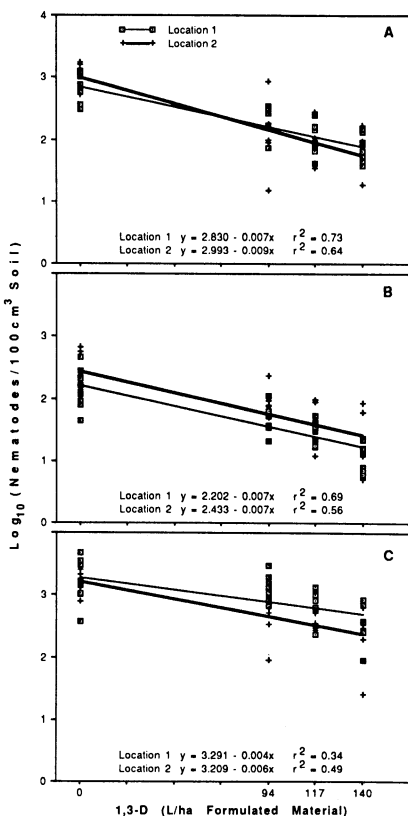 Location 1
Location 2
A
4
3
2
1
0
Location 1 y = 2.830 - 0.007x r² = 0.73
Location 2 y = 2.993 - 0.009x r² = 0.64
B
3
2
1
0
Location 1 y = 2.202 - 0.007x r² = 0.69
Location 2 y = 2.433 - 0.007x r² = 0.56
C
3
2
1
0
Location 1 y = 3.291 - 0.004x r² = 0.34
Location 2 y = 3.209 - 0.006x r² = 0.49
0 94 117 140
1,3-D (L/ha Formulated Material)
Log₁₀ (Nematodes/100cm³ Soil)